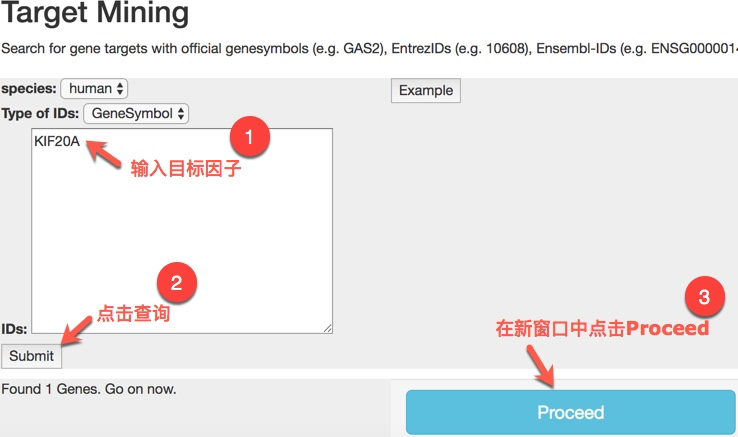 Target Mining
Search for gene targets with official genesymbols (e.g. GAS2), EntrezIDs (e.g. 10608), Ensembl-IDs (e.g. ENSG0000014
species: human
Example
Type of IDs: GeneSymbol
KIF20A
1
输入目标因子
2
点击查询
3
在新窗口中点击Proceed
IDs:
Submit
Found 1 Genes. Go on now.
Proceed